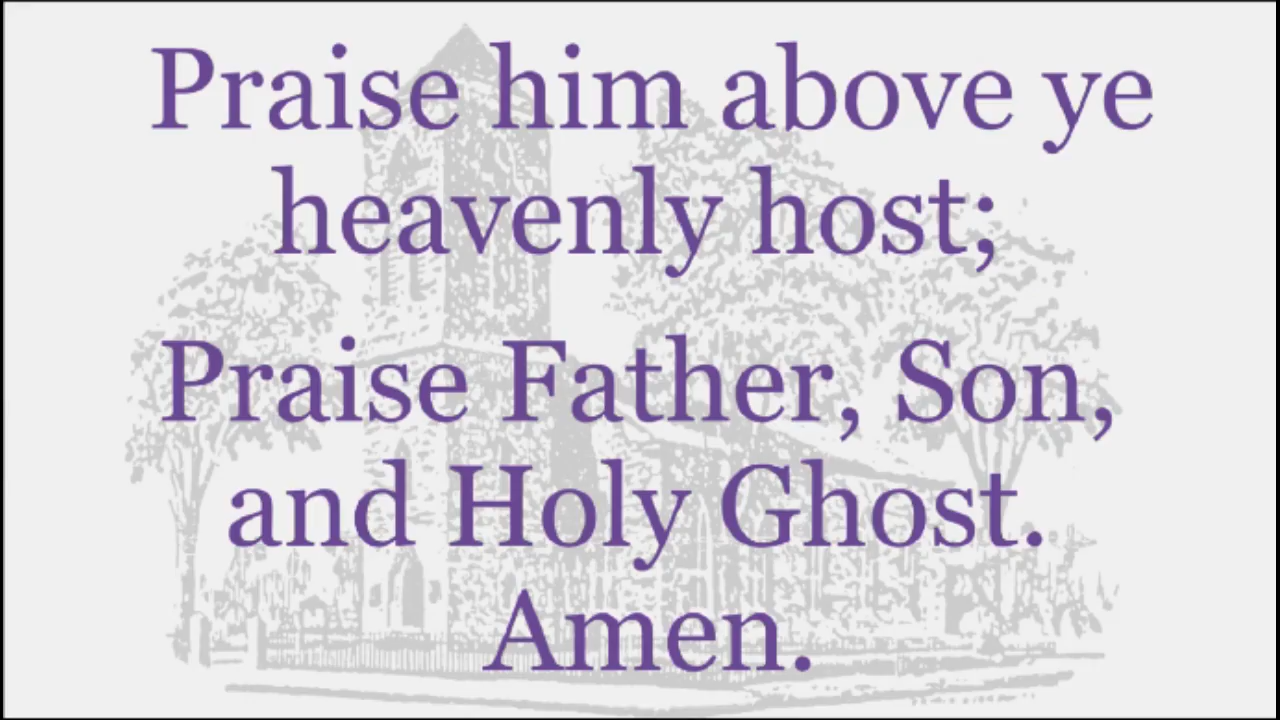 Praise him above ye
heavenly host;
Praise Father, Son,
and Holy Ghost.
Amen.